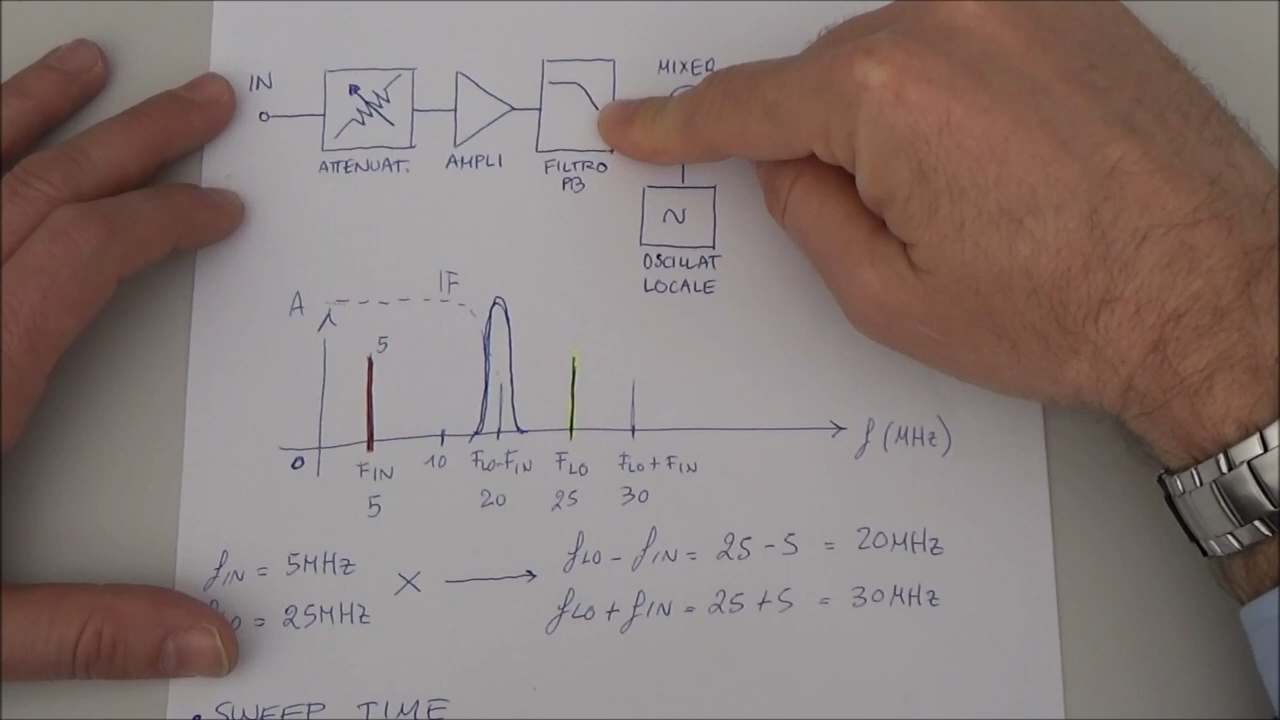 IN
MIXER
ATTENUAT.
AMPLI
FILTRO
PB
~
OSCILLAT
LOCALE
A
IF
5
0
FIN
10
FLO-FIN
FLO
FLO+FIN
f (MHz)
5
20
25
30
fIN = 5MHz
X
fLO - fIN = 25 - 5 = 20MHz
= 25MHz
fLO + fIN = 25 + 5 = 30MHz
• SWEEP TIME